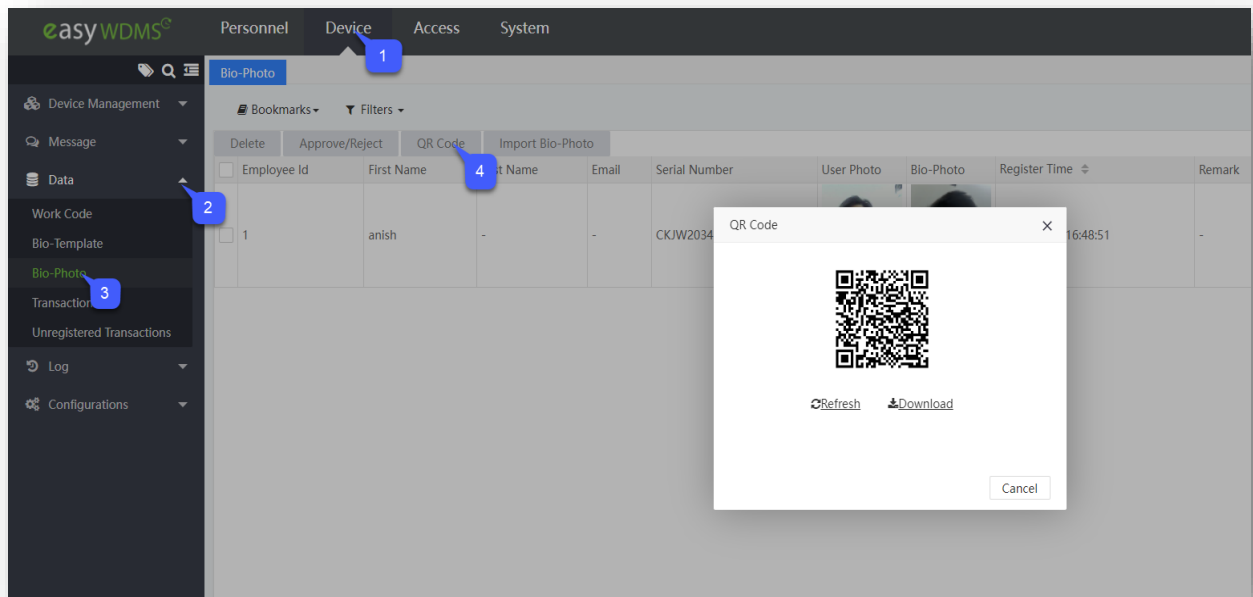 easy WDMS
Personnel Device Access System
1
Bio-Photo
Device Management
Bookmarks Filters
Message
Delete Approve/Reject QR Code Import Bio-Photo
4
Employee Id First Name Name Email Serial Number User Photo Bio-Photo Register Time Remark
Data
2
Work Code
1 anish - - CKJW2034 16:48:51 -
Bio-Template
Bio-Photo
3
Transaction
Unregistered Transactions
Log
Configurations
QR Code
Refresh Download
Cancel